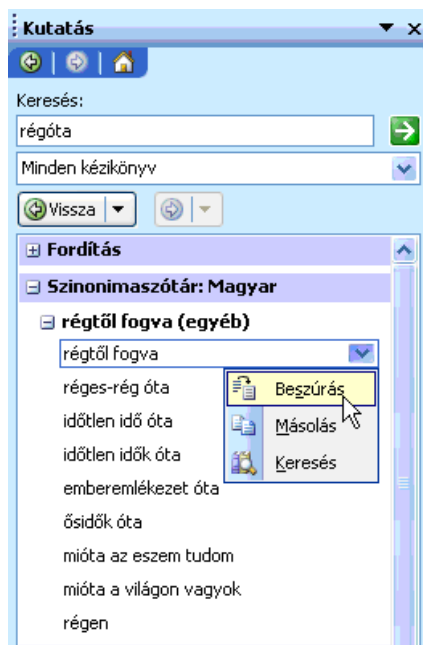 Kutatás
Keresés:
régóta
Minden kézikönyv
Vissza
Fordítás
Szinonimaszótár: Magyar
régtől fogva (egyéb)
régtől fogva
réges-rég óta
Beszúrás
időtlen idő óta
Másolás
időtlen idők óta
Keresés
emberemlékezet óta
ősidők óta
mióta az eszem tudom
mióta a világon vagyok
régen